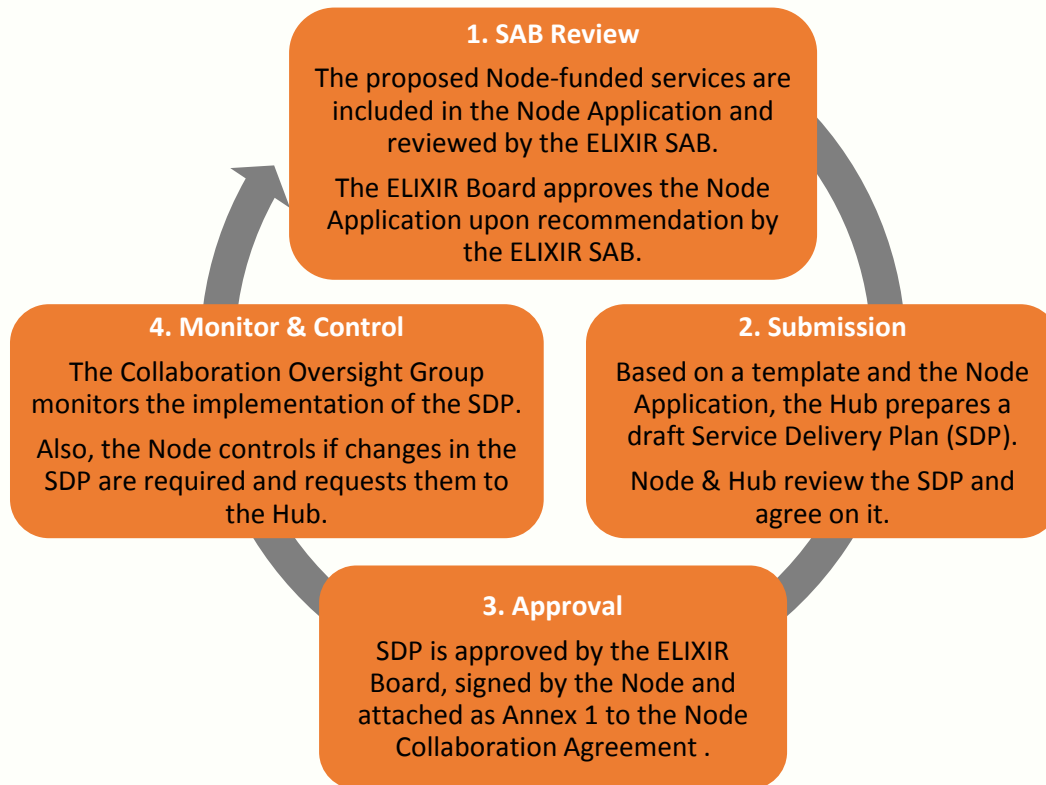 1. SAB Review
The proposed Node-funded services are
included in the Node Application and
reviewed by the ELIXIR SAB.
The ELIXIR Board approves the Node
Application upon recommendation by
the ELIXIR SAB.
2. Submission
Based on a template and the Node
Application, the Hub prepares a
draft Service Delivery Plan (SDP).
Node & Hub review the SDP and
agree on it.
3. Approval
SDP is approved by the ELIXIR
Board, signed by the Node and
attached as Annex 1 to the Node
Collaboration Agreement .
4. Monitor & Control
The Collaboration Oversight Group
monitors the implementation of the SDP.
Also, the Node controls if changes in the
SDP are required and requests them to
the Hub.